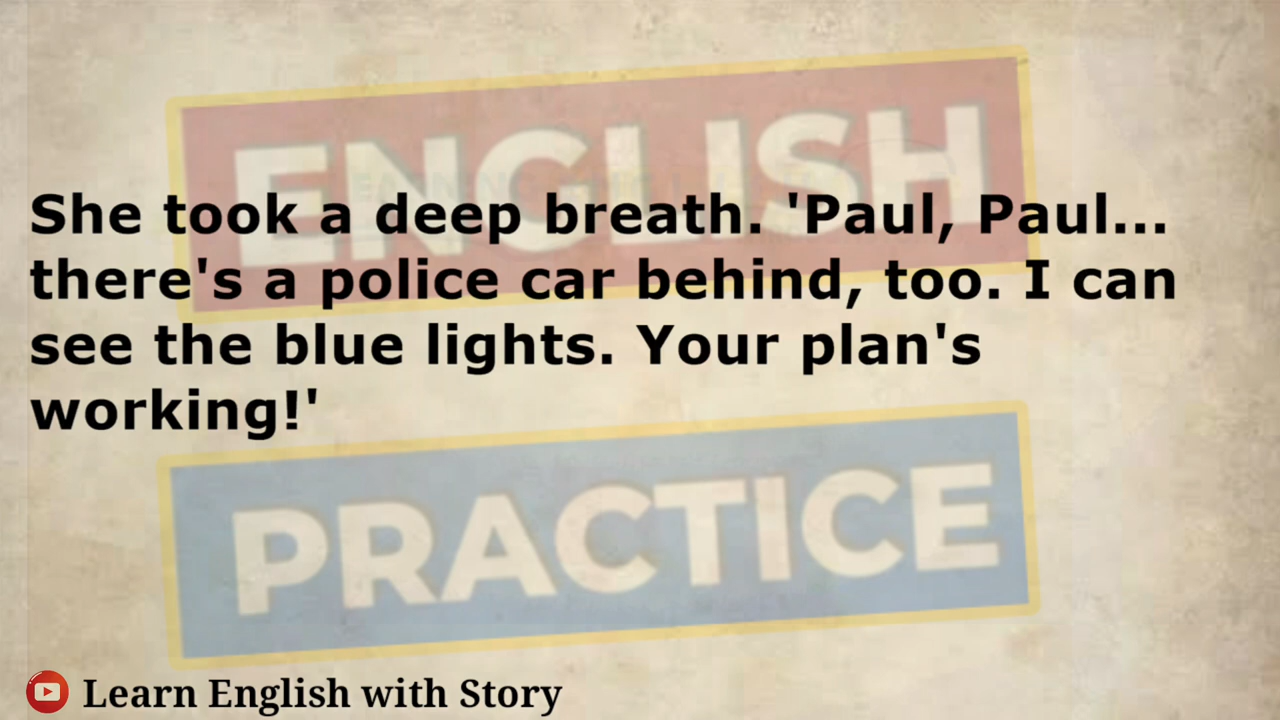 ENGLISH
She took a deep breath. 'Paul, Paul...
there's a police car behind, too. I can
see the blue lights. Your plan's
working!'
PRACTICE
Learn English with Story